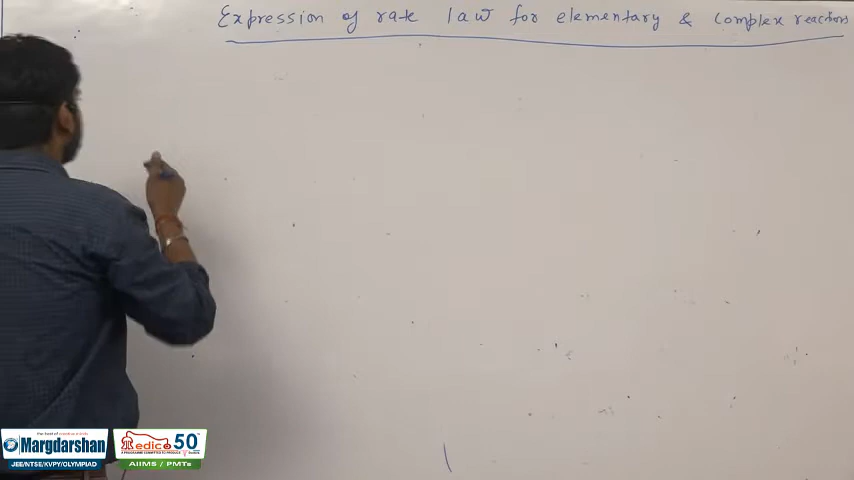 Expression of rate law for elementary & complex reactions
Margdarshan
JEE/NTSE/KVPY/OLYMPIAD
Medico 50
AIIMS / PMTs